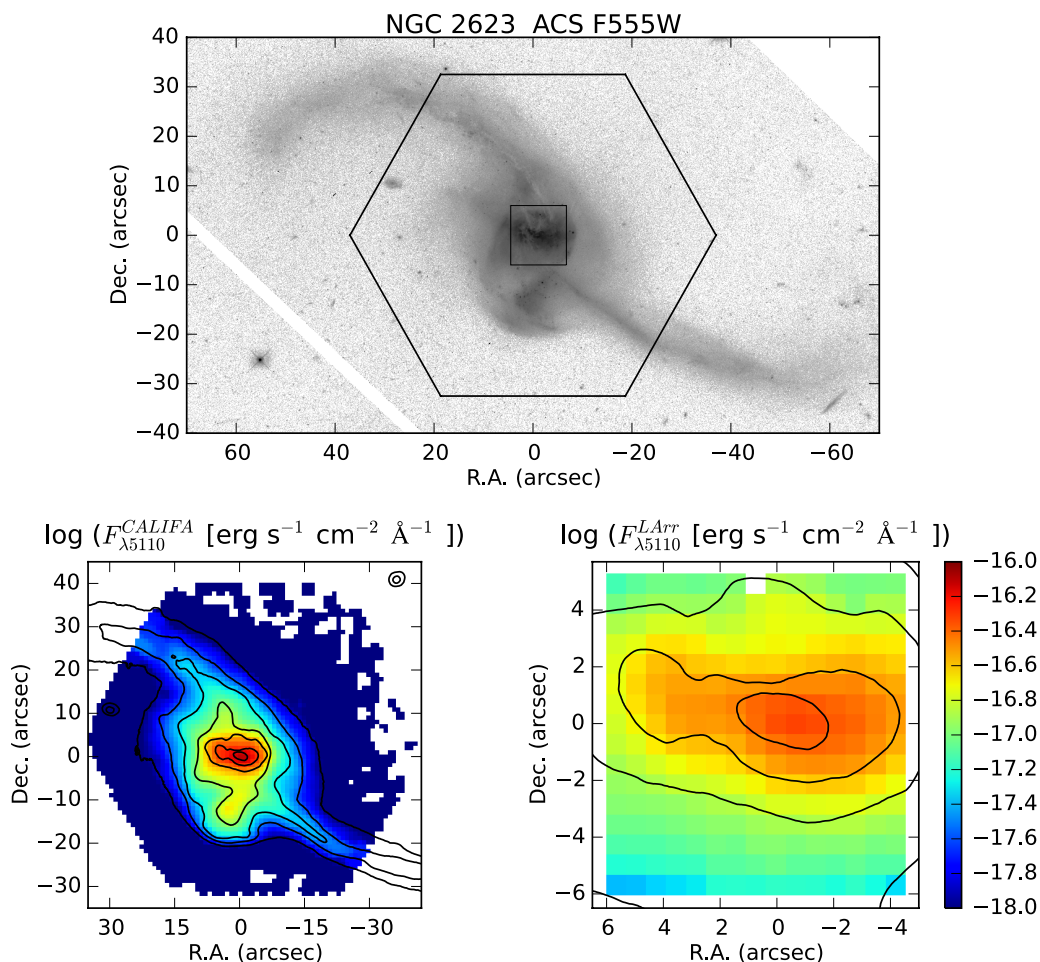 NGC 2623 ACS F555W
40
30
20
10
0
−10
−20
−30
−40
Dec. (arcsec)
60 40 20 0 −20 −40 −60
R.A. (arcsec)
log (F^{CALIFA}_{λ5110} [erg s⁻¹ cm⁻² Å⁻¹ ])
40
30
20
10
0
−10
−20
−30
Dec. (arcsec)
30 15 0 −15 −30
R.A. (arcsec)
log (F^{LArr}_{λ5110} [erg s⁻¹ cm⁻² Å⁻¹ ])
4
2
0
−2
−4
−6
Dec. (arcsec)
6 4 2 0 −2 −4
R.A. (arcsec)
−16.0
−16.2
−16.4
−16.6
−16.8
−17.0
−17.2
−17.4
−17.6
−17.8
−18.0